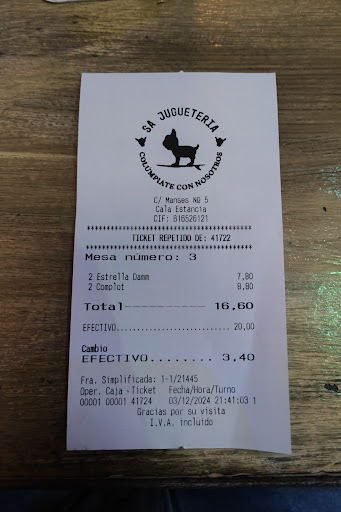 SA JUGUETERIA
COLÚMPIATE CON NOSOTROS
C/ Manses NO 5
Cala Estancia
CIF: 616526121
TICKET REPETIDO DE: 41722
Mesa número: 3
2 Estrella Damm 7,80
2 Complot 8,80
Total---------------- 16,60
EFECTIVO........................ 20,00
Cambio
EFECTIVO........ 3,40
Fra. Simplificada: 1-1/21445
Oper. Caja - Ticket Fecha/Hora/Turno
00001 00001 41724 03/12/2024 21:41:03 1
Gracias por su visita
I.V.A. incluido